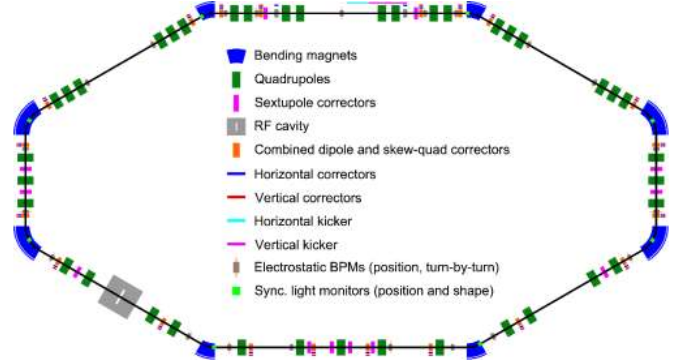 Bending magnets
Quadrupoles
Sextupole correctors
RF cavity
Combined dipole and skew-quad correctors
Horizontal correctors
Vertical correctors
Horizontal kicker
Vertical kicker
Electrostatic BPMs (position, turn-by-turn)
Sync. light monitors (position and shape)